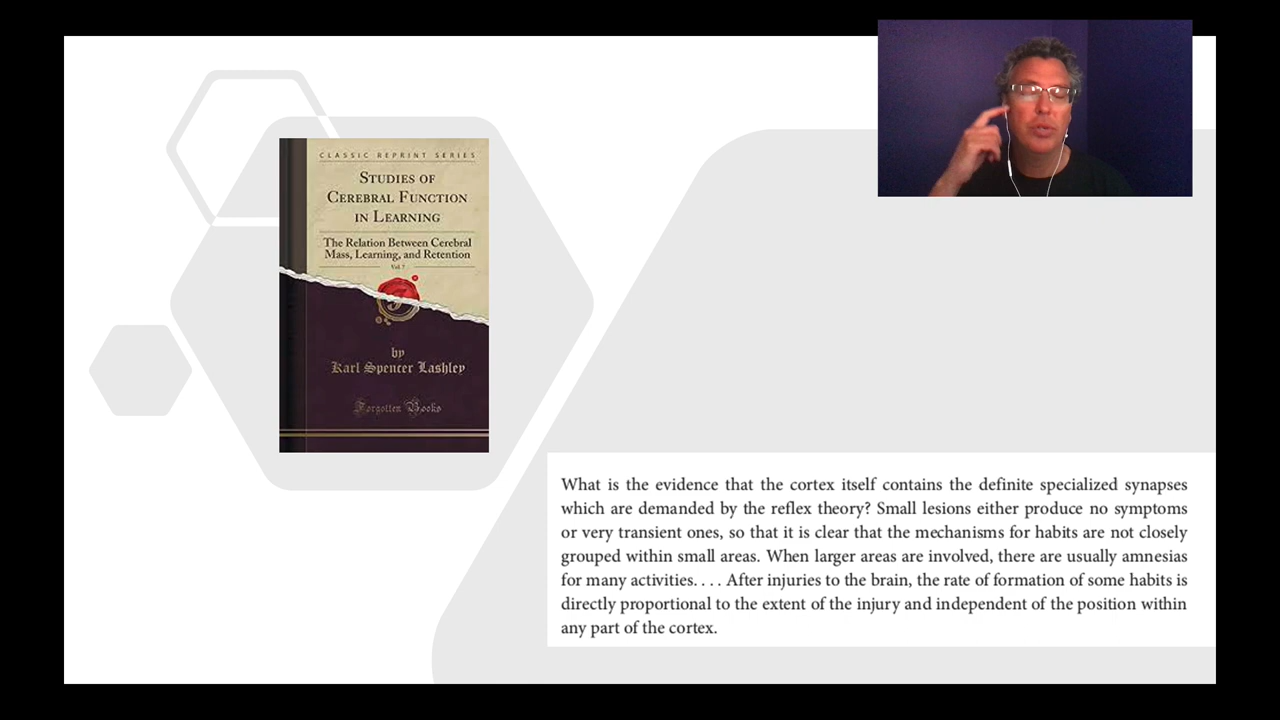 CLASSIC REPRINT SERIES
STUDIES OF
CEREBRAL FUNCTION
IN LEARNING
The Relation Between Cerebral
Mass, Learning, and Retention
Vol. 7
by
Karl Spencer Lashley
Forgotten Books
What is the evidence that the cortex itself contains the definite specialized synapses
which are demanded by the reflex theory? Small lesions either produce no symptoms
or very transient ones, so that it is clear that the mechanisms for habits are not closely
grouped within small areas. When larger areas are involved, there are usually amnesias
for many activities. . . . After injuries to the brain, the rate of formation of some habits is
directly proportional to the extent of the injury and independent of the position within
any part of the cortex.